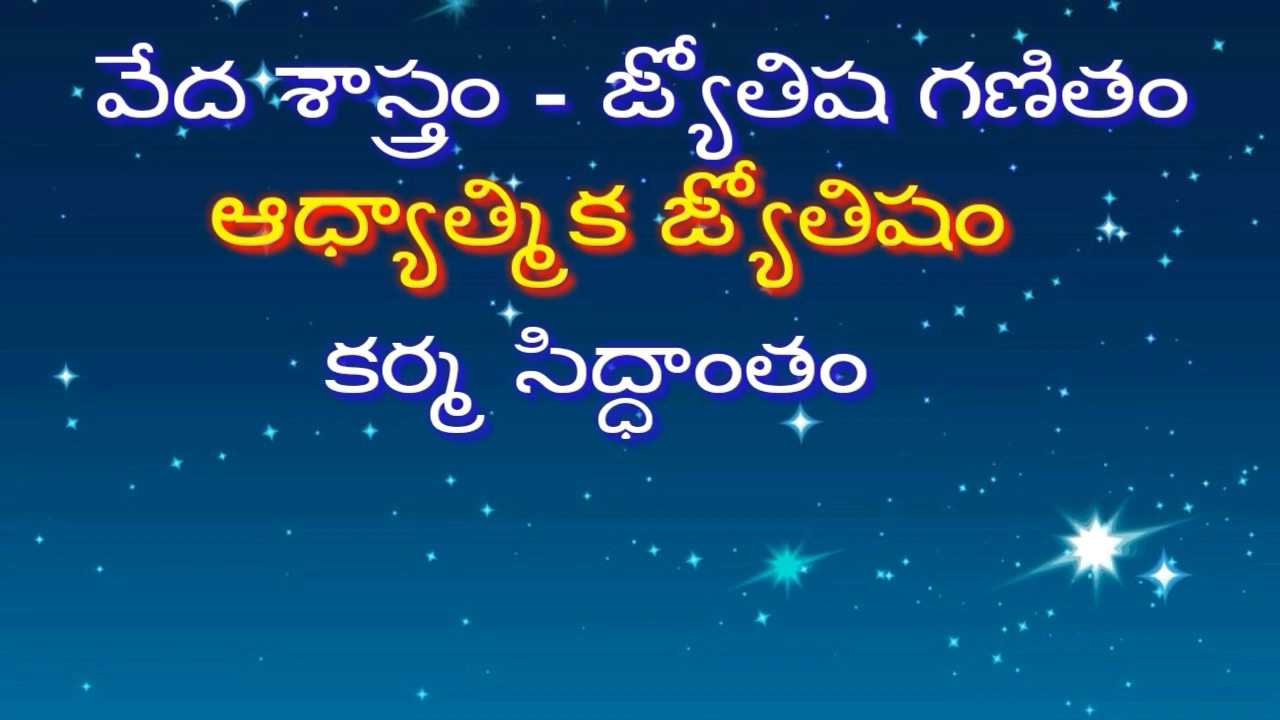 వేద శాస్త్రం - జ్యోతిష గణితం
ఆధ్యాత్మిక జ్యోతిషం
కర్మ సిద్ధాంతం